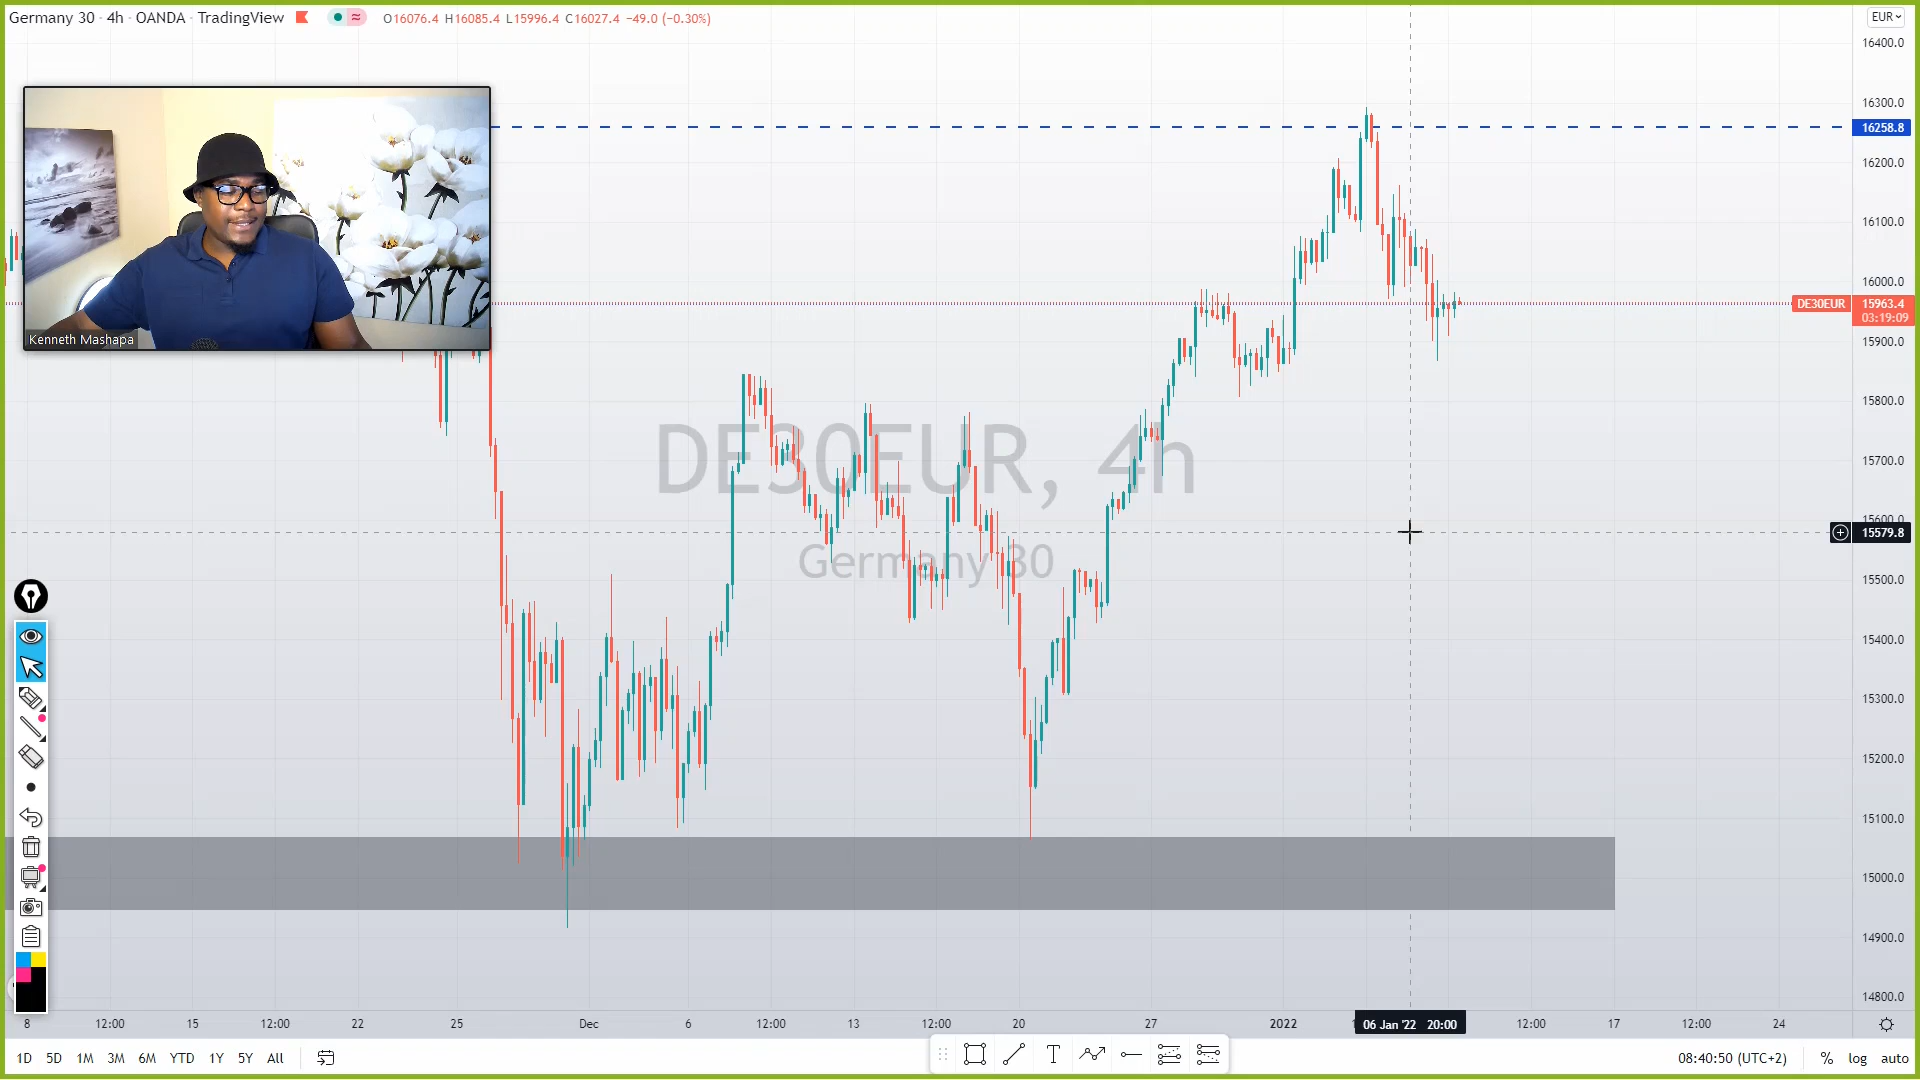 Germany 30 · 4h · OANDA · TradingView
O16076.4 H16085.4 L15996.4 C16027.4 −49.0 (−0.30%)
EUR
16400.0
16300.0
16258.8
16200.0
16100.0
16000.0
DE30EUR 15963.4
03:19:09
15900.0
15800.0
15700.0
15600.0
15579.8
15500.0
15400.0
15300.0
15200.0
15100.0
15000.0
14900.0
14800.0
Kenneth Mashapa
DE30EUR, 4h
Germany 30
8 12:00 15 12:00 22 25 Dec 6 12:00 13 12:00 20 27 2022 06 Jan '22 20:00 12:00 17 12:00 24
1D 5D 1M 3M 6M YTD 1Y 5Y All
T
08:40:50 (UTC+2) % log auto